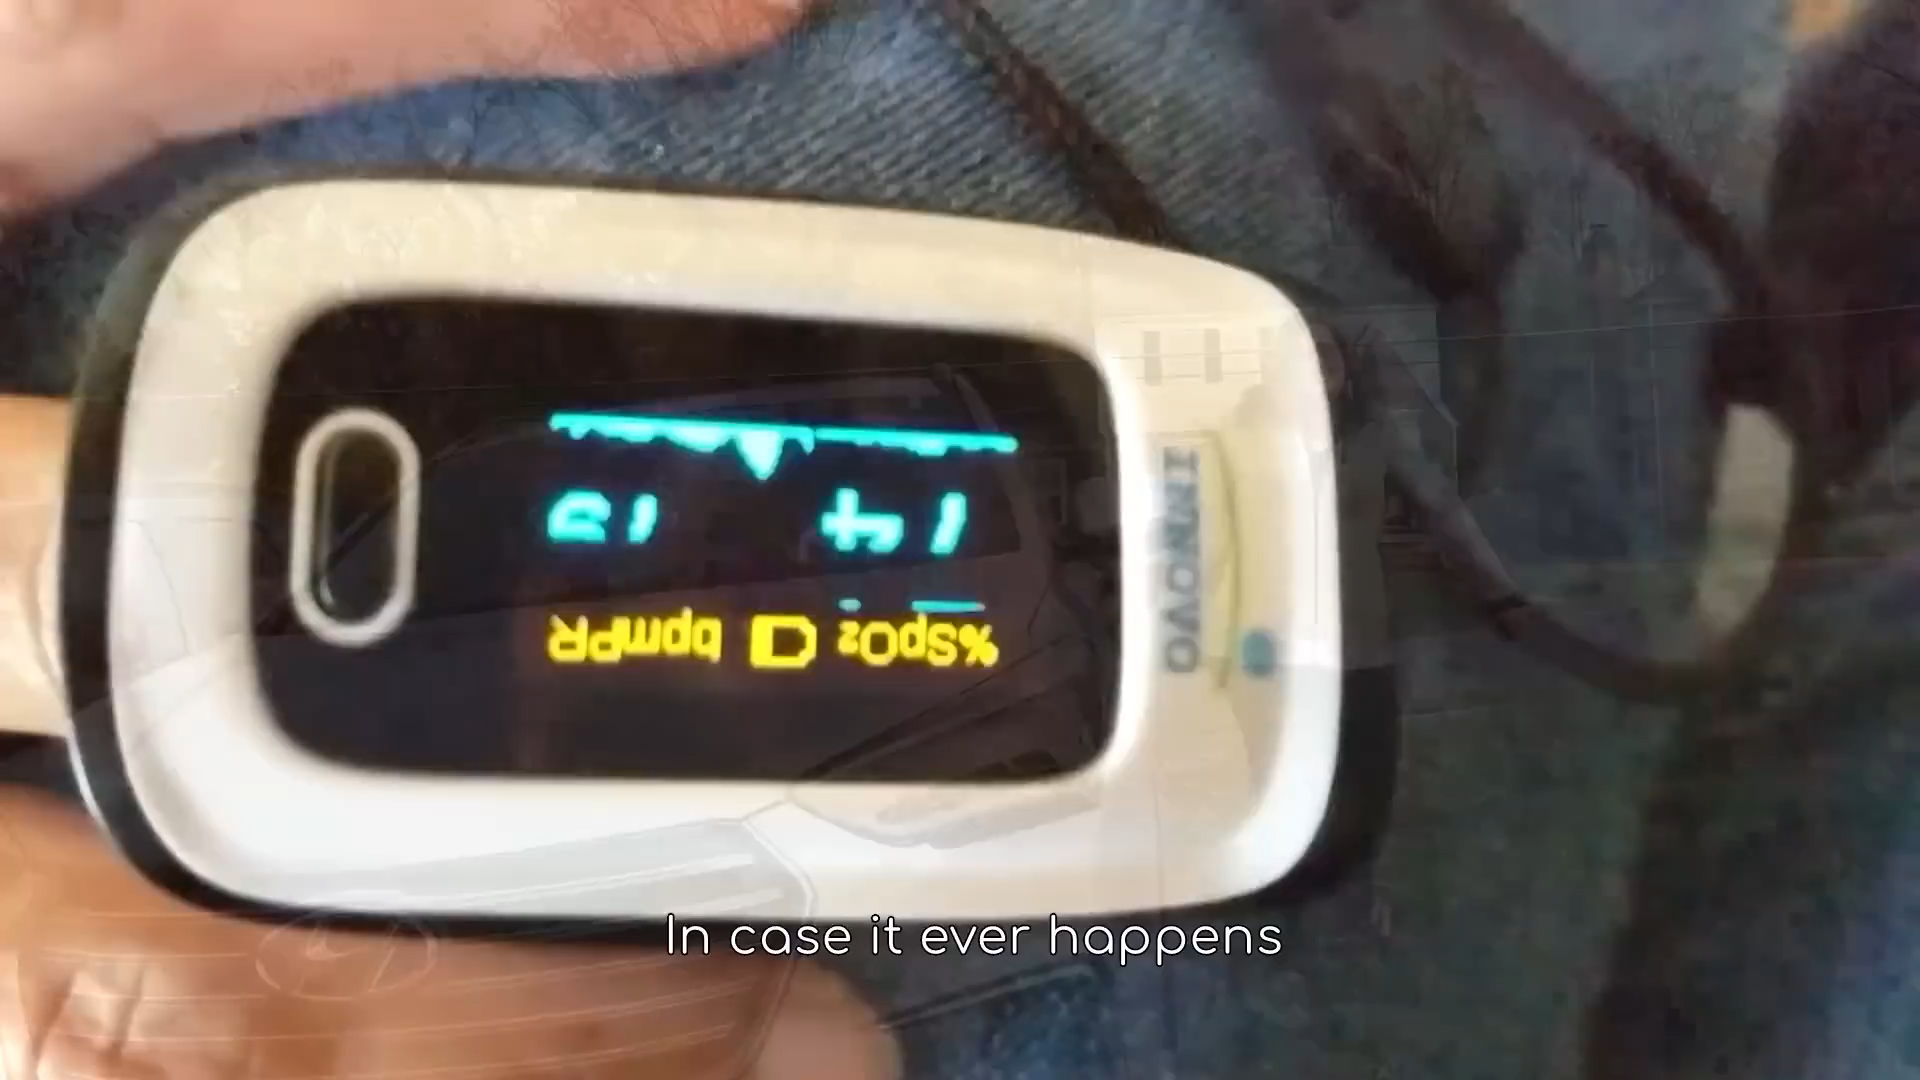 %SpO₂ bpmPR
INNOVO
In case it ever happens